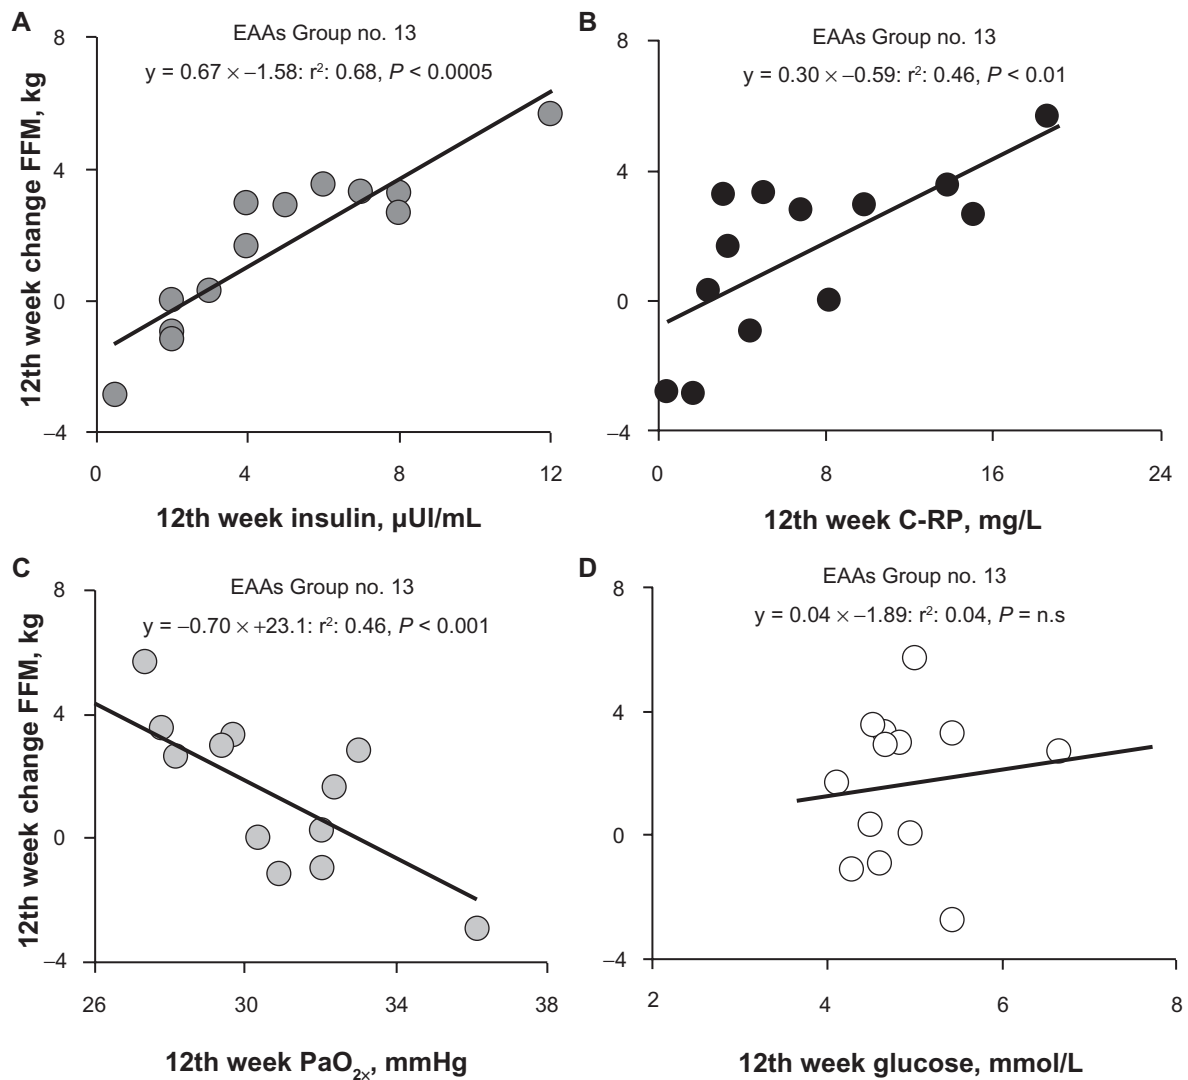 A
EAAs Group no. 13
y = 0.67 × −1.58: r²: 0.68, P < 0.0005
8
4
0
−4
12th week change FFM, kg
0 4 8 12
12th week insulin, µUI/mL
B
EAAs Group no. 13
y = 0.30 × −0.59: r²: 0.46, P < 0.01
8
4
0
−4
0 8 16 24
12th week C-RP, mg/L
C
EAAs Group no. 13
y = −0.70 × +23.1: r²: 0.46, P < 0.001
8
4
0
−4
12th week change FFM, kg
26 30 34 38
12th week PaO₂ₓ, mmHg
D
EAAs Group no. 13
y = 0.04 × −1.89: r²: 0.04, P = n.s
8
4
0
−4
2 4 6 8
12th week glucose, mmol/L